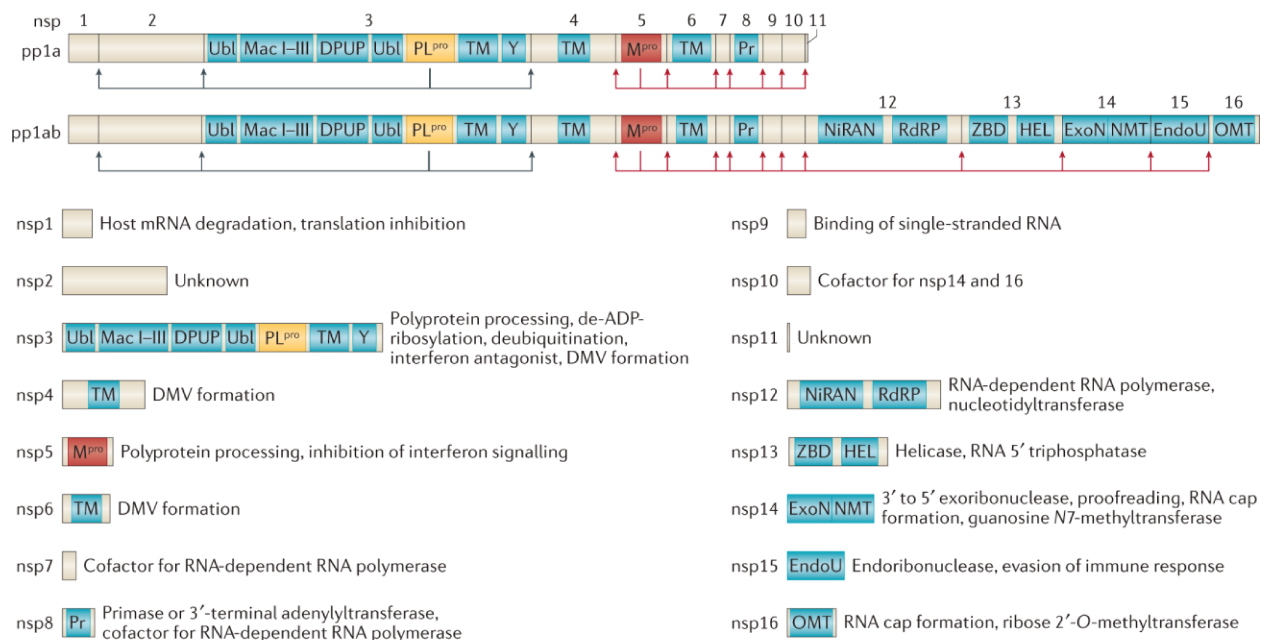 nsp 1 2 3 4 5 6 7 8 9 10 11
pp1a Ubl Mac I–III DPUP Ubl PLpro TM Y TM Mpro TM Pr
12 13 14 15 16
pp1ab Ubl Mac I–III DPUP Ubl PLpro TM Y TM Mpro TM Pr NiRAN RdRP ZBD HEL ExoN NMT EndoU OMT
nsp1 Host mRNA degradation, translation inhibition
nsp2 Unknown
nsp3 Ubl Mac I–III DPUP Ubl PLpro TM Y Polyprotein processing, de-ADP-
ribosylation, deubiquitination,
interferon antagonist, DMV formation
nsp4 TM DMV formation
nsp5 Mpro Polyprotein processing, inhibition of interferon signalling
nsp6 TM DMV formation
nsp7 Cofactor for RNA-dependent RNA polymerase
nsp8 Pr Primase or 3′-terminal adenylyltransferase,
cofactor for RNA-dependent RNA polymerase
nsp9 Binding of single-stranded RNA
nsp10 Cofactor for nsp14 and 16
nsp11 Unknown
nsp12 NiRAN RdRP RNA-dependent RNA polymerase,
nucleotidyltransferase
nsp13 ZBD HEL Helicase, RNA 5′ triphosphatase
nsp14 ExoN NMT 3′ to 5′ exoribonuclease, proofreading, RNA cap
formation, guanosine N7-methyltransferase
nsp15 EndoU Endoribonuclease, evasion of immune response
nsp16 OMT RNA cap formation, ribose 2′-O-methyltransferase